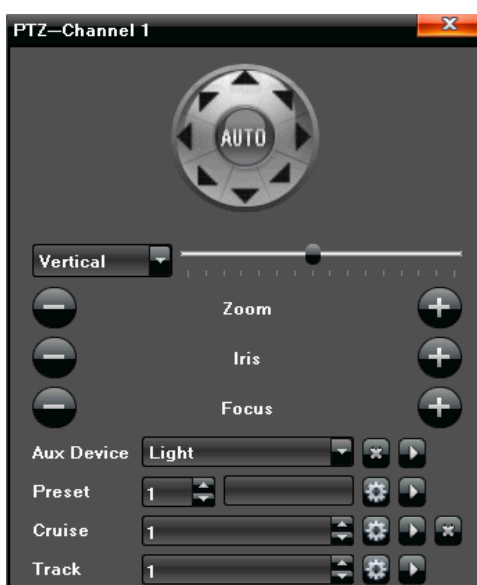 PTZ—Channel 1
AUTO
Vertical
Zoom
Iris
Focus
Aux Device Light
Preset 1
Cruise 1
Track 1